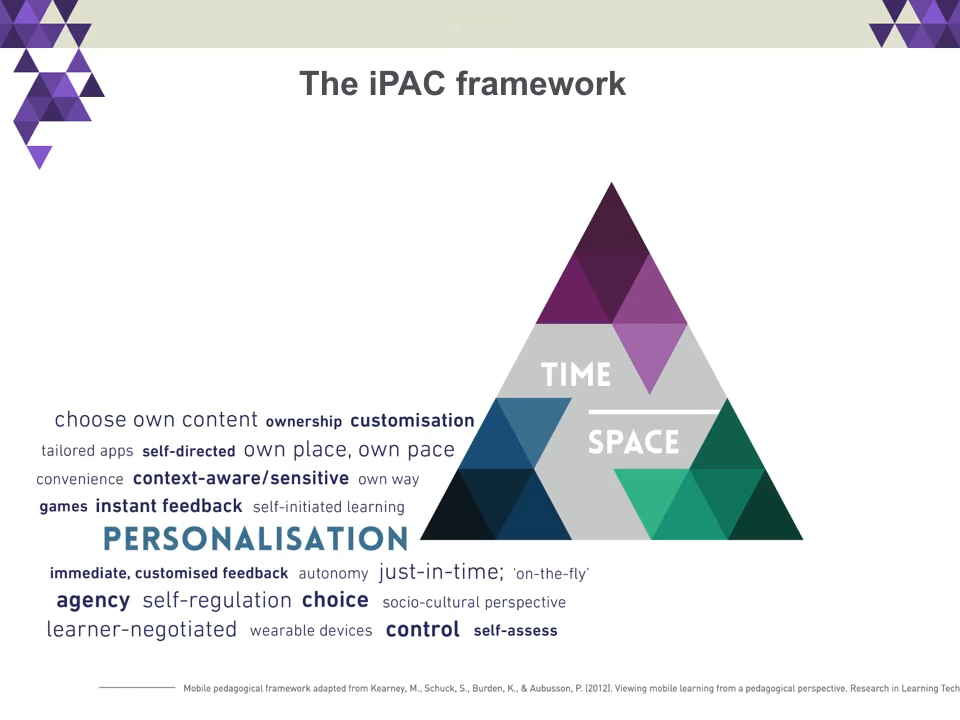 The iPAC framework
TIME
SPACE
choose own content ownership customisation
tailored apps self-directed own place, own pace
convenience context-aware/sensitive own way
games instant feedback self-initiated learning
PERSONALISATION
immediate, customised feedback autonomy just-in-time; 'on-the-fly'
agency self-regulation choice socio-cultural perspective
learner-negotiated wearable devices control self-assess
Mobile pedagogical framework adapted from Kearney, M., Schuck, S., Burden, K., & Aubusson, P. (2012). Viewing mobile learning from a pedagogical perspective. Research in Learning Tech